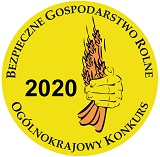 BEZPIECZNE GOSPODARSTWO ROLNE
2020
OGÓLNOKRAJOWY KONKURS